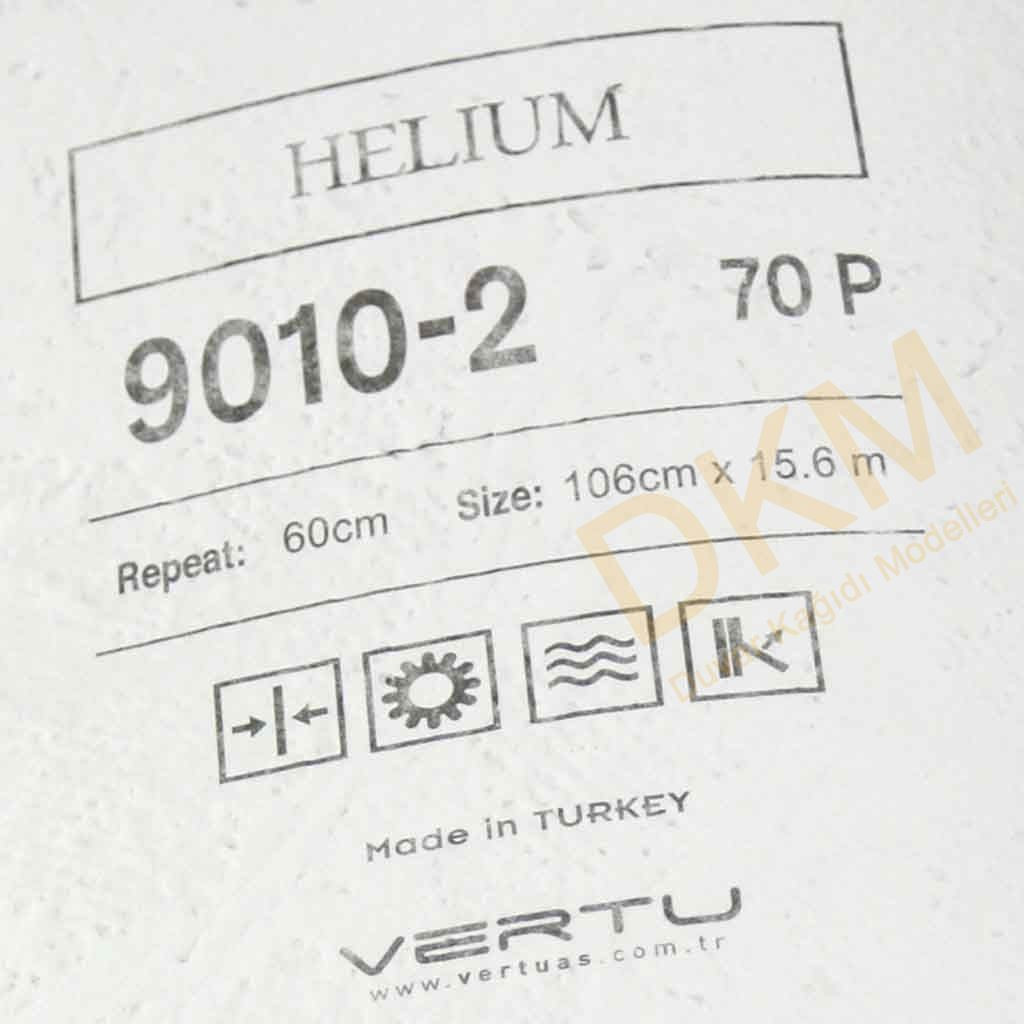 HELIUM
9010-2 70 P
Repeat: 60cm Size: 106cm x 15.6 m
Made in TURKEY
VERTU
www.vertuas.com.tr
DKM
Duvar Kağıdı Modelleri